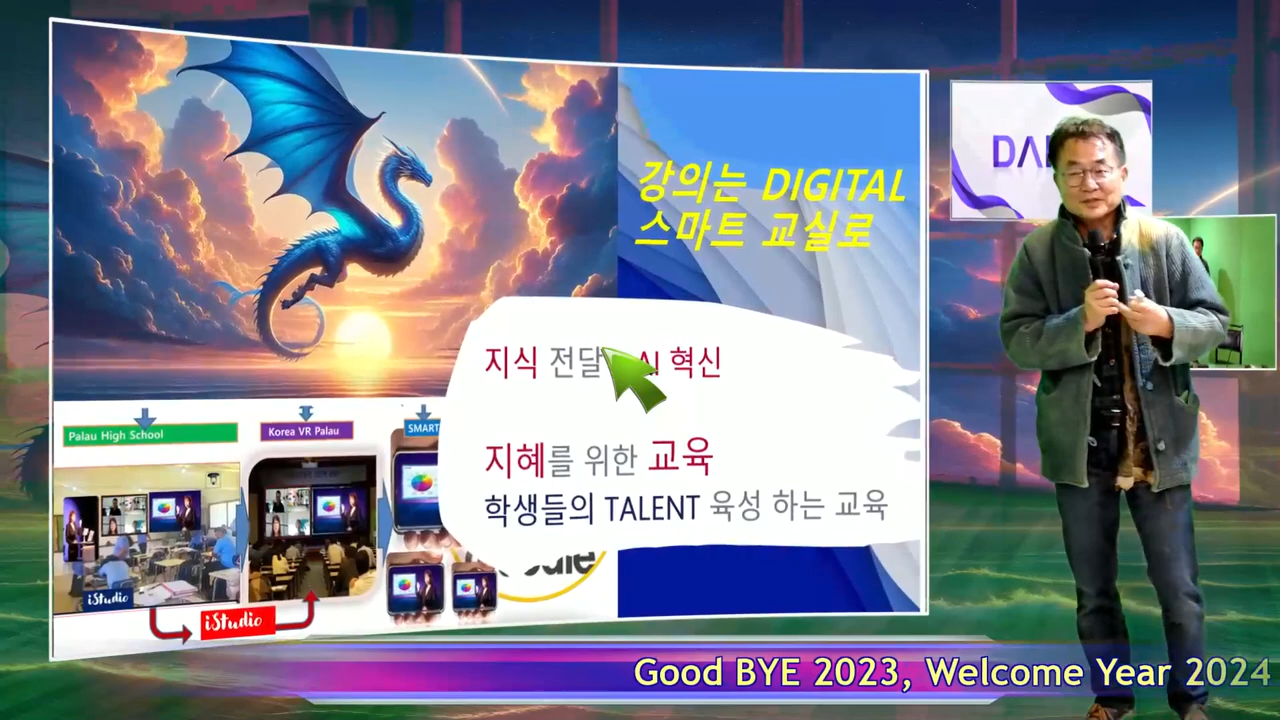 강의는 DIGITAL
스마트 교실로
지식 전달 AI 혁신
지혜를 위한 교육
학생들의 TALENT 육성 하는 교육
Palau High School
Korea VR Palau
SMART
iStudio
iStudio
Good BYE 2023, Welcome Year 2024